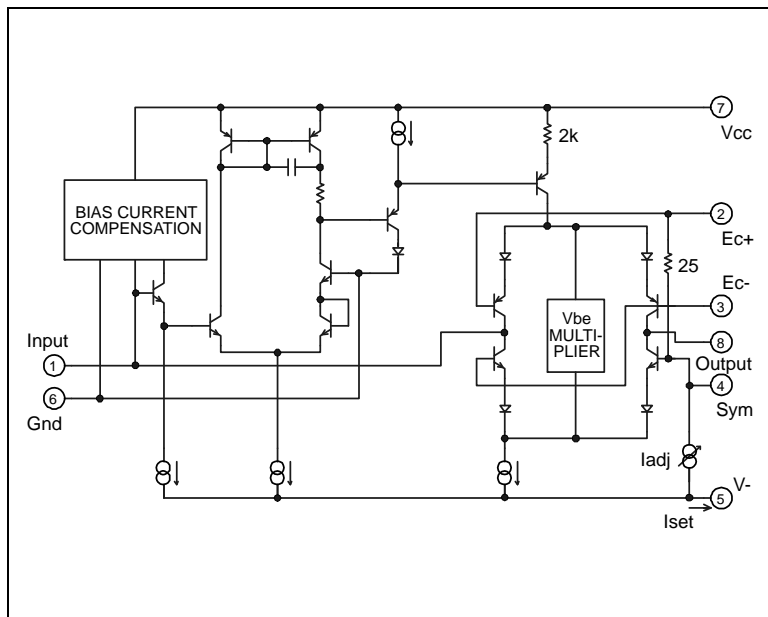 7
Vcc
2k
BIAS CURRENT
COMPENSATION
2
Ec+
25
Ec-
3
Vbe
MULTI-
PLIER
8
Output
Input
1
6
Gnd
4
Sym
Iadj
V-
5
Iset